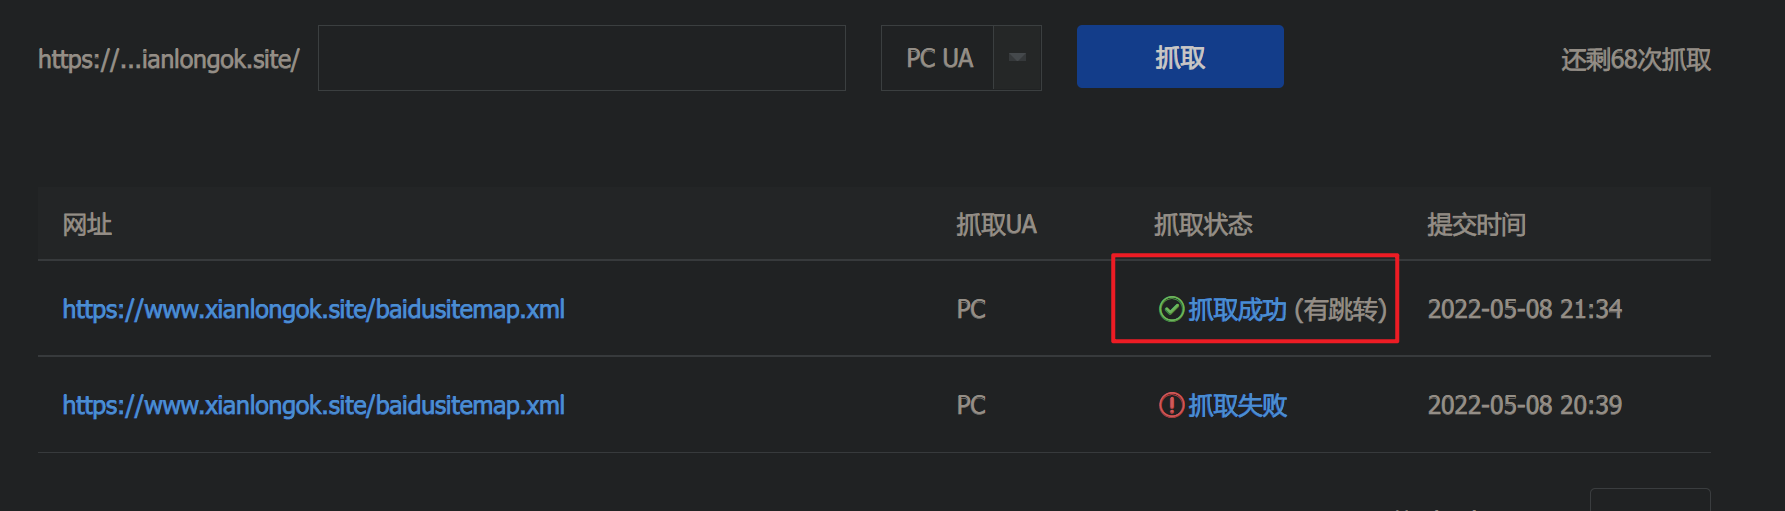 https://...ianlongok.site/ PC UA 抓取 还剩68次抓取
网址 抓取UA 抓取状态 提交时间
https://www.xianlongok.site/baidusitemap.xml PC 抓取成功 (有跳转) 2022-05-08 21:34
https://www.xianlongok.site/baidusitemap.xml PC 抓取失败 2022-05-08 20:39